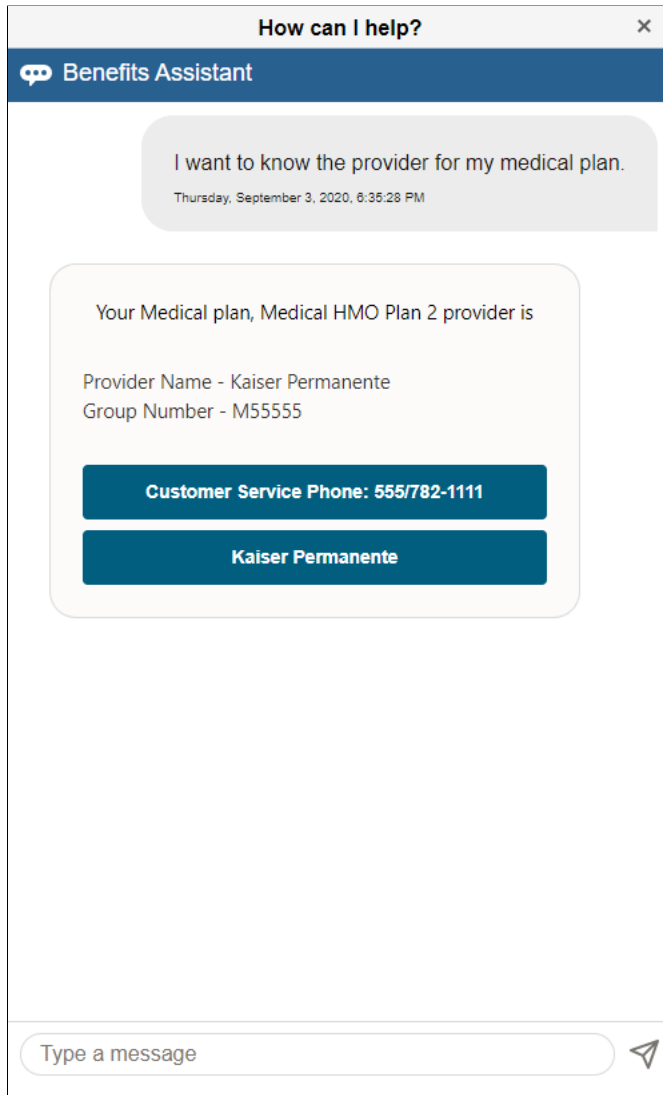 How can I help?
×
Benefits Assistant
I want to know the provider for my medical plan.
Thursday, September 3, 2020, 6:35:28 PM
Your Medical plan, Medical HMO Plan 2 provider is
Provider Name - Kaiser Permanente
Group Number - M55555
Customer Service Phone: 555/782-1111
Kaiser Permanente
Type a message